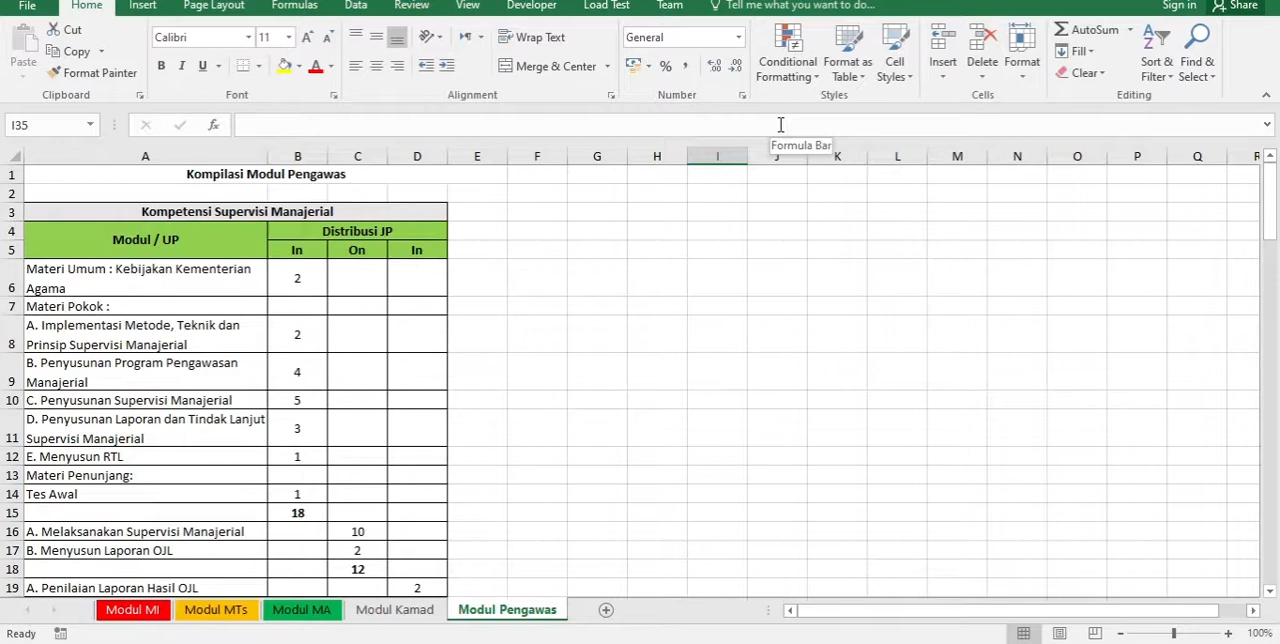 File Home Insert Page Layout Formulas Data Review View Developer Load Test Team Tell me what you want to do... Sign in Share
Paste Cut
Copy
Format Painter
Clipboard
Calibri 11
B I U
Font
Wrap Text
Merge & Center
Alignment
General
Number
Conditional Formatting
Format as Table
Cell Styles
Styles
Insert Delete Format
Cells
AutoSum
Fill
Clear
Sort & Filter
Find & Select
Editing
I35 fx
Formula Bar
A B C D E F G H I J K L M N O P Q R
1 Kompilasi Modul Pengawas
2
3 Kompetensi Supervisi Manajerial
4 Modul / UP Distribusi JP
5 In On In
6 Materi Umum : Kebijakan Kementerian Agama 2
7 Materi Pokok :
8 A. Implementasi Metode, Teknik dan Prinsip Supervisi Manajerial 2
9 B. Penyusunan Program Pengawasan Manajerial 4
10 C. Penyusunan Supervisi Manajerial 5
11 D. Penyusunan Laporan dan Tindak Lanjut Supervisi Manajerial 3
12 E. Menyusun RTL 1
13 Materi Penunjang:
14 Tes Awal 1
15 18
16 A. Melaksanakan Supervisi Manajerial 10
17 B. Menyusun Laporan OJL 2
18 12
19 A. Penilaian Laporan Hasil OJL 2
Modul MI Modul MTs Modul MA Modul Kamad Modul Pengawas
Ready 100%